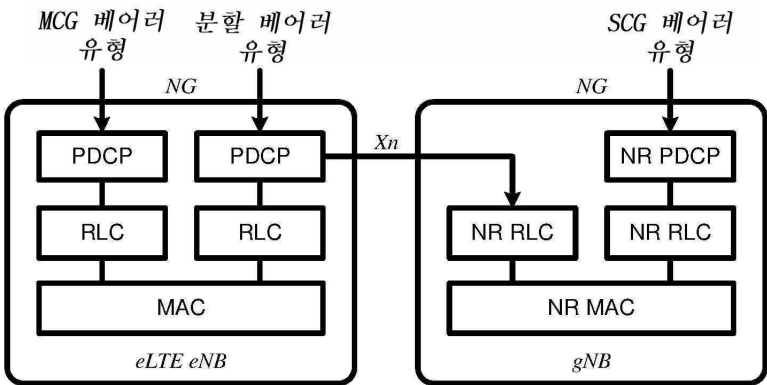 MCG 베어러
유형
분할 베어러
유형
SCG 베어러
유형
NG
NG
PDCP
PDCP
Xn
NR PDCP
RLC
RLC
NR RLC
NR RLC
MAC
NR MAC
eLTE eNB
gNB